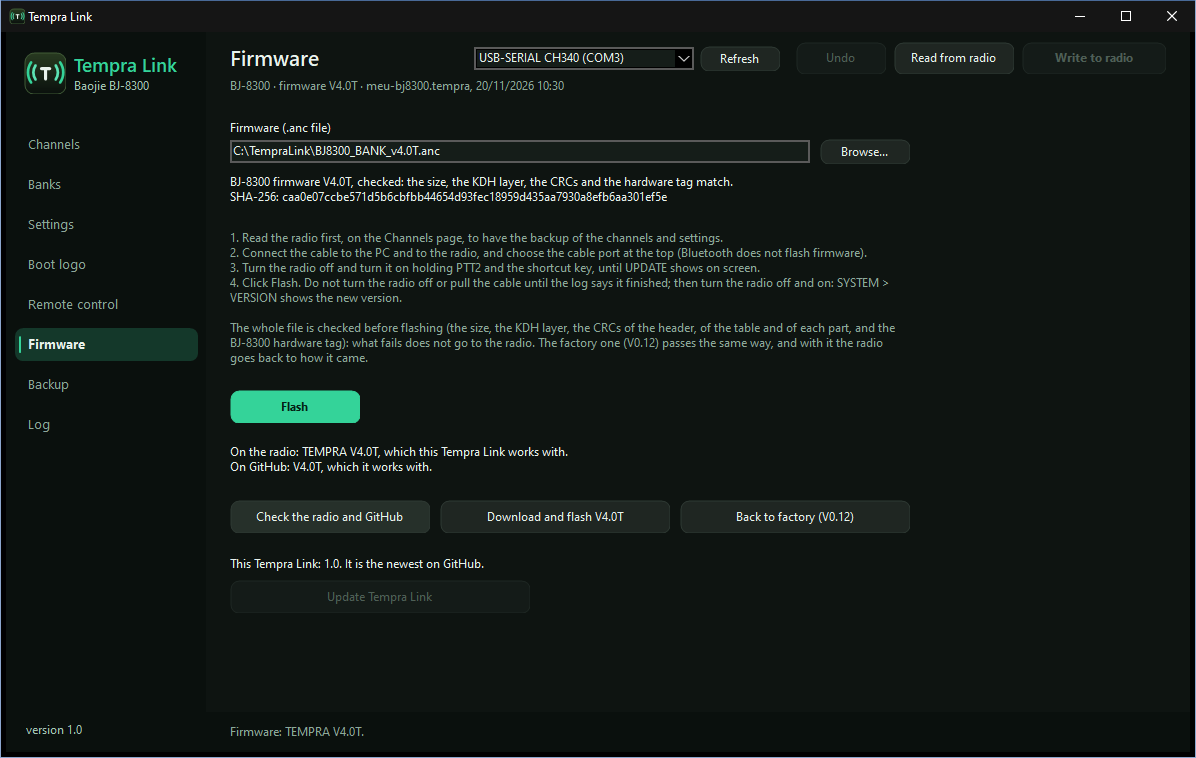 (T) Tempra Link
(T) Tempra Link
Baojie BJ-8300
Channels
Banks
Settings
Boot logo
Remote control
Firmware
Backup
Log
version 1.0
Firmware
USB-SERIAL CH340 (COM3)
Refresh
Undo
Read from radio
Write to radio
BJ-8300 · firmware V4.0T · meu-bj8300.tempra, 20/11/2026 10:30
Firmware (.anc file)
C:\TempraLink\BJ8300_BANK_v4.0T.anc
Browse...
BJ-8300 firmware V4.0T, checked: the size, the KDH layer, the CRCs and the hardware tag match.
SHA-256: caa0e07ccbe571d5b6cbfbb44654d93fec18959d435aa7930a8efb6aa301ef5e
1. Read the radio first, on the Channels page, to have the backup of the channels and settings.
2. Connect the cable to the PC and to the radio, and choose the cable port at the top (Bluetooth does not flash firmware).
3. Turn the radio off and turn it on holding PTT2 and the shortcut key, until UPDATE shows on screen.
4. Click Flash. Do not turn the radio off or pull the cable until the log says it finished; then turn the radio off and on: SYSTEM >
VERSION shows the new version.
The whole file is checked before flashing (the size, the KDH layer, the CRCs of the header, of the table and of each part, and the
BJ-8300 hardware tag): what fails does not go to the radio. The factory one (V0.12) passes the same way, and with it the radio
goes back to how it came.
Flash
On the radio: TEMPRA V4.0T, which this Tempra Link works with.
On GitHub: V4.0T, which it works with.
Check the radio and GitHub
Download and flash V4.0T
Back to factory (V0.12)
This Tempra Link: 1.0. It is the newest on GitHub.
Update Tempra Link
Firmware: TEMPRA V4.0T.